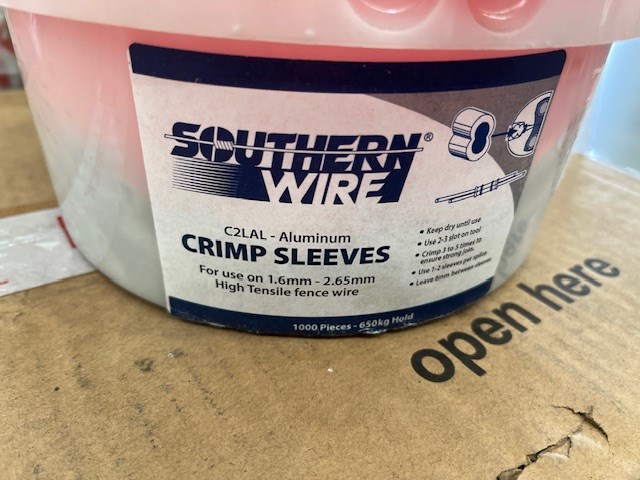 SOUTHERN®
WIRE
C2LAL - Aluminum
CRIMP SLEEVES
For use on 1.6mm - 2.65mm
High Tensile fence wire
• Keep dry until use
• Use 2-3 slot on tool
• Crimp 3 to 5 times to
ensure strong join.
• Use 1-2 sleeves per splice
• Leave 6mm between sleeves
1000 Pieces - 650kg Hold
open here